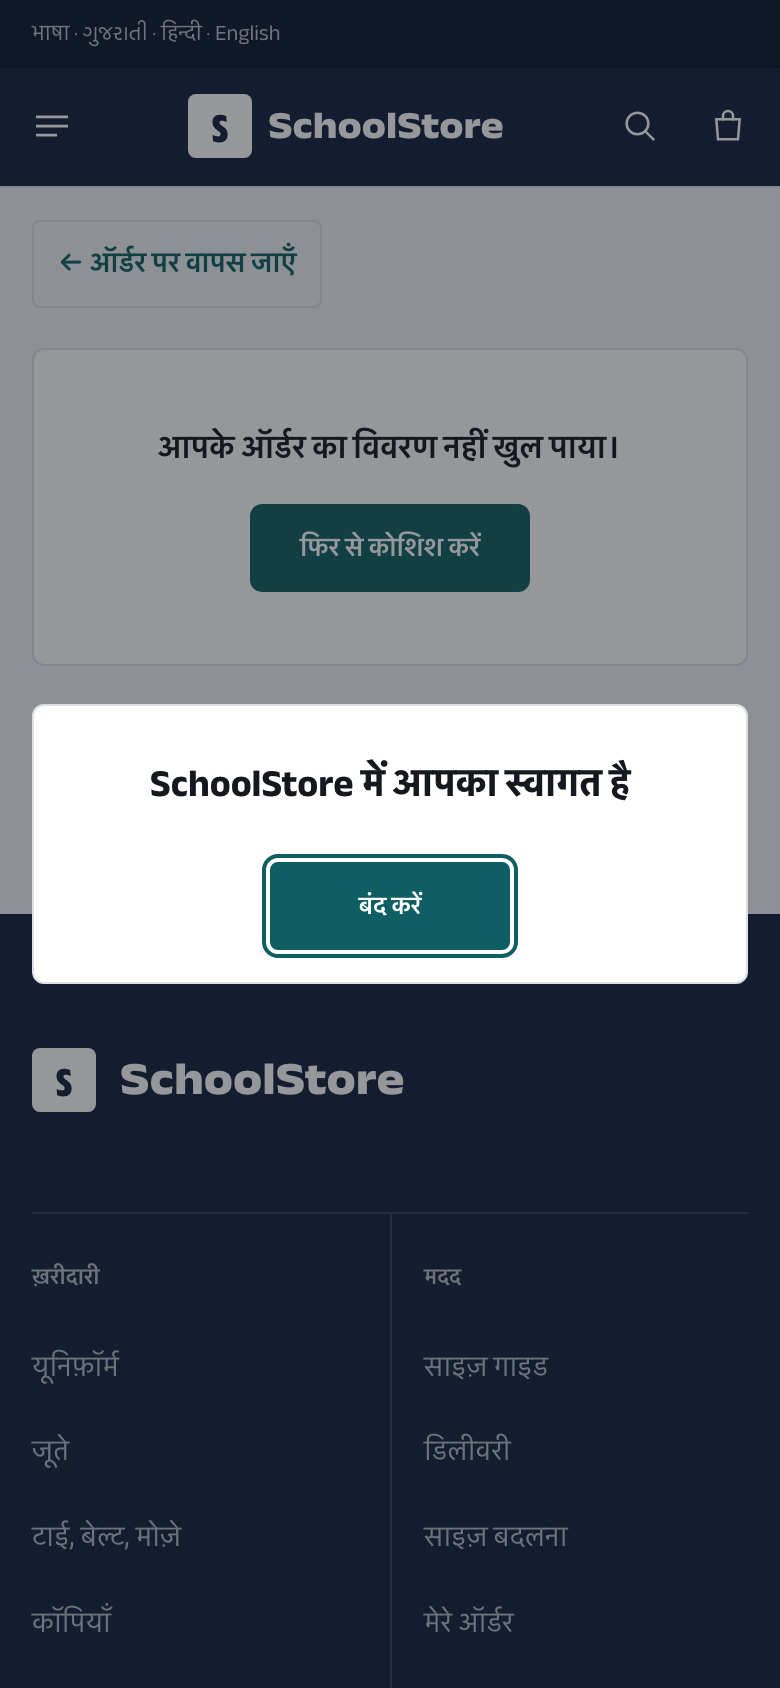 भाषा · ગુજરાતી · हिन्दी · English
S SchoolStore
← ऑर्डर पर वापस जाएँ
आपके ऑर्डर का विवरण नहीं खुल पाया।
फिर से कोशिश करें
SchoolStore में आपका स्वागत है
बंद करें
S SchoolStore
ख़रीदारी
यूनिफ़ॉर्म
जूते
टाई, बेल्ट, मोज़े
कॉपियाँ
मदद
साइज़ गाइड
डिलीवरी
साइज़ बदलना
मेरे ऑर्डर